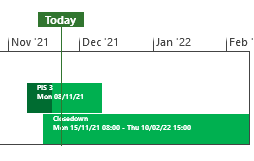 Today
Nov '21 Dec '21 Jan '22 Feb '
PIS 3
Mon 08/11/21
Closedown
Mon 15/11/21 08:00 - Thu 10/02/22 15:00